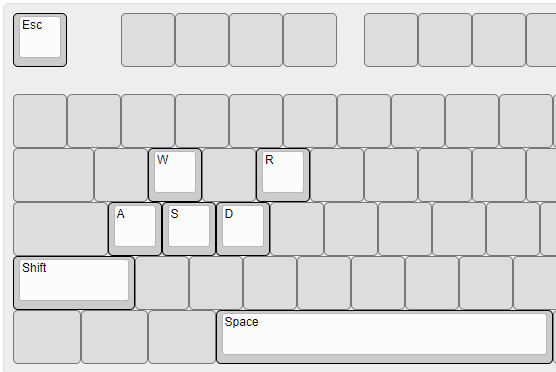 Esc
W R
A S D
Shift
Space